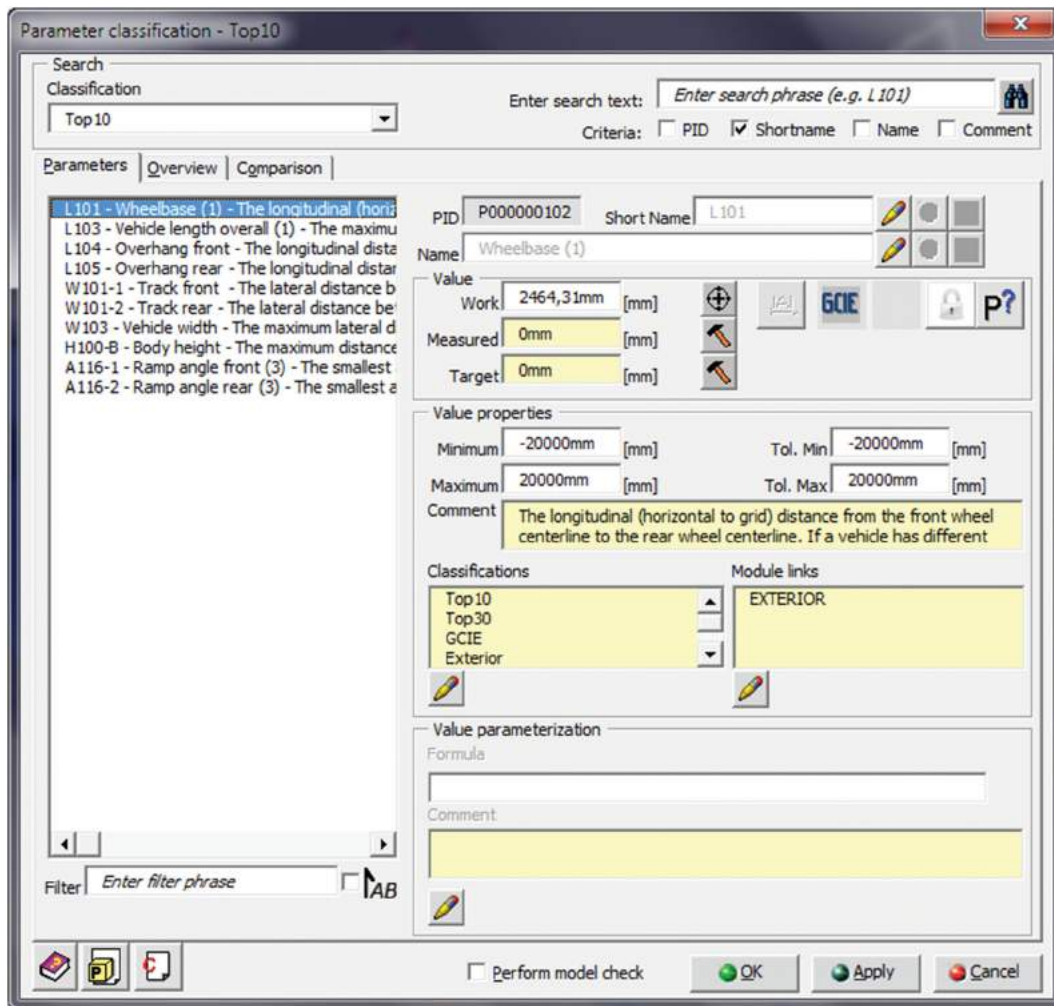 Parameter classification - Top10
Search
Classification
Top10
Enter search text: Enter search phrase (e.g. L101)
Criteria: PID Shortname Name Comment
Parameters Overview Comparison
L101 - Wheelbase (1) - The longitudinal (horiz
L103 - Vehicle length overall (1) - The maximu
L104 - Overhang front - The longitudinal dista
L105 - Overhang rear - The longitudinal distan
W101-1 - Track front - The lateral distance b
W101-2 - Track rear - The lateral distance be
W103 - Vehicle width - The maximum lateral d
H100-B - Body height - The maximum distance
A116-1 - Ramp angle front (3) - The smallest
A116-2 - Ramp angle rear (3) - The smallest a
Filter Enter filter phrase AB
PID P000000102 Short Name L101
Name Wheelbase (1)
Value
Work 2464,31mm [mm] GCIE P?
Measured 0mm [mm]
Target 0mm [mm]
Value properties
Minimum -20000mm [mm] Tol. Min -20000mm [mm]
Maximum 20000mm [mm] Tol. Max 20000mm [mm]
Comment The longitudinal (horizontal to grid) distance from the front wheel
centerline to the rear wheel centerline. If a vehicle has different
Classifications Module links
Top10 EXTERIOR
Top30
GCIE
Exterior
Value parameterization
Formula
Comment
P C Perform model check OK Apply Cancel